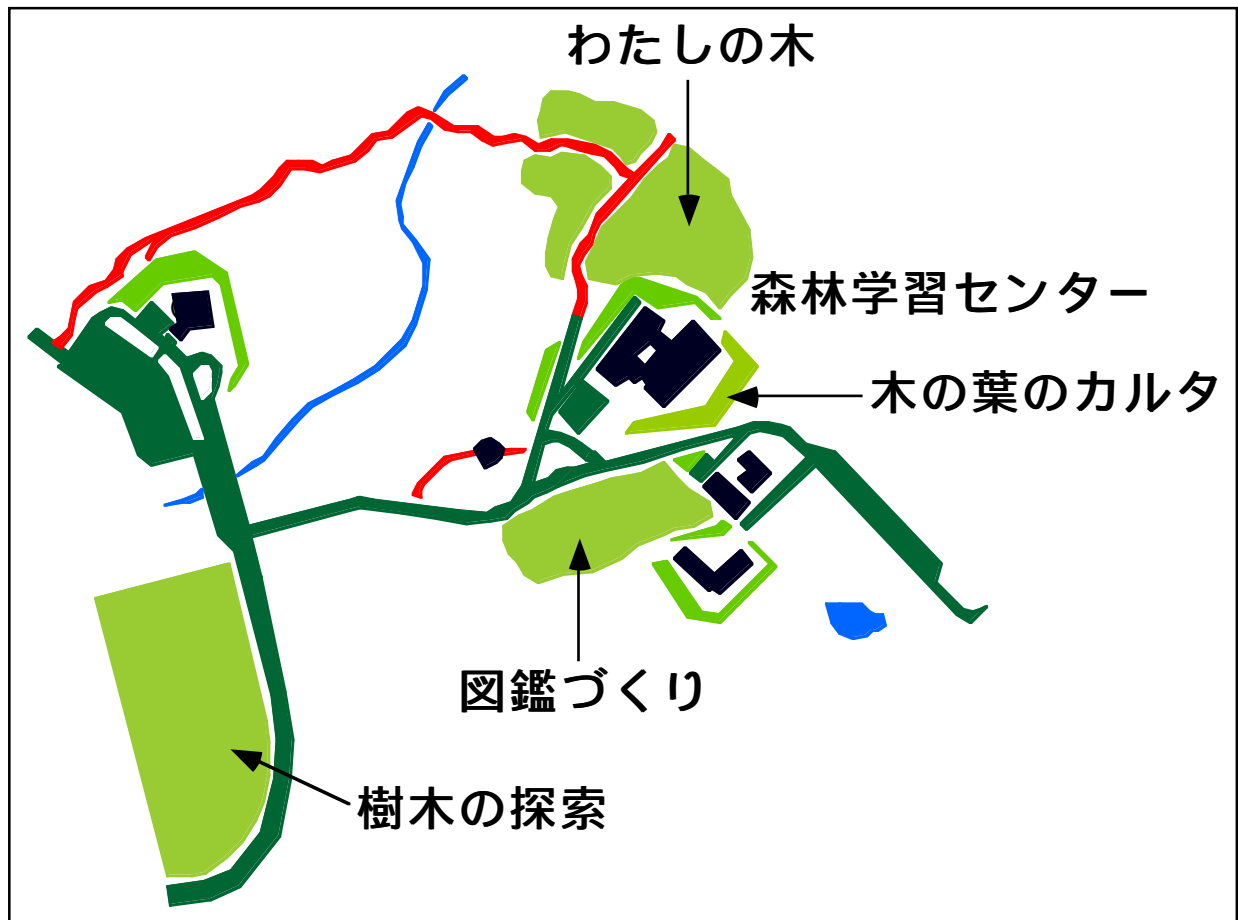 わたしの木
森林学習センター
木の葉のカルタ
図鑑づくり
樹木の探索